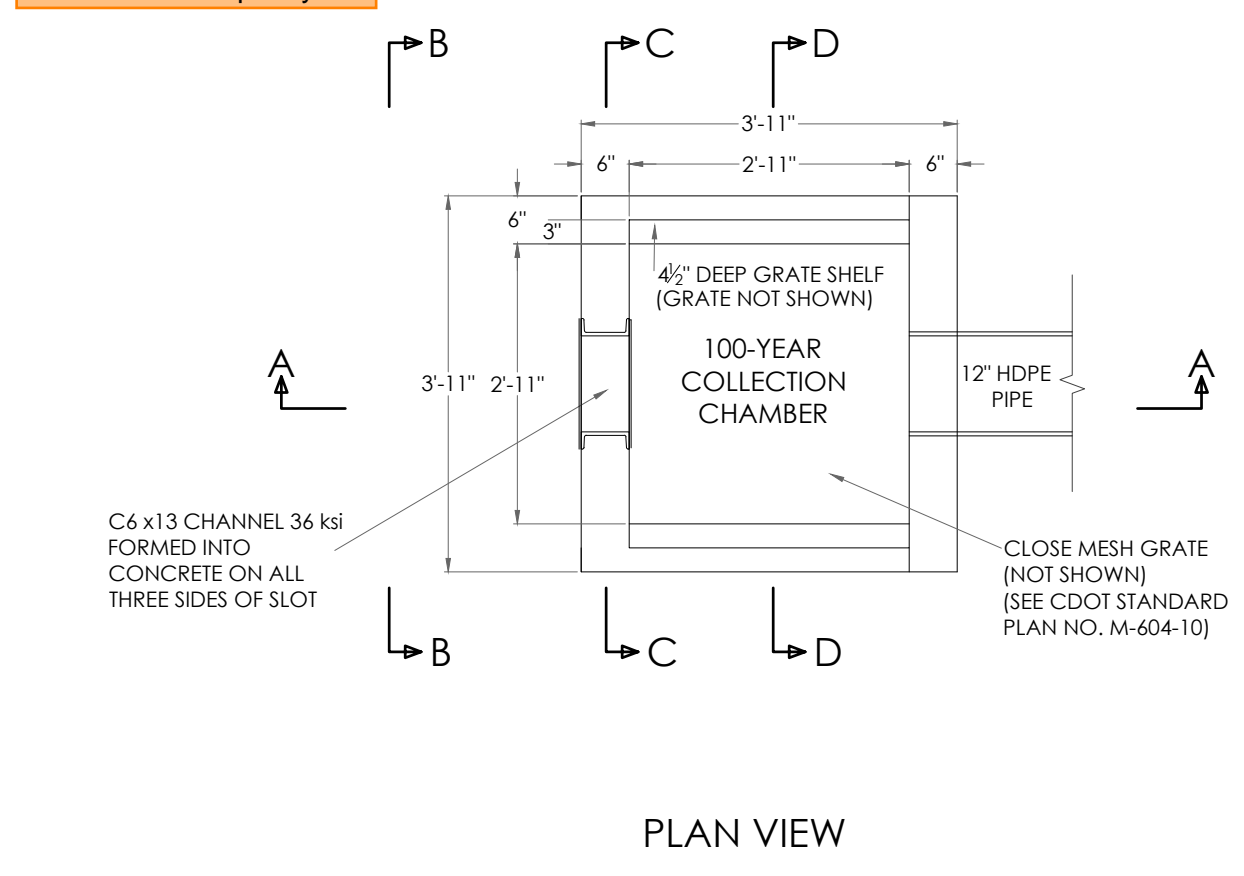 B
C
D
3'-11"
6"
2'-11"
6"
6"
3"
4½" DEEP GRATE SHELF
(GRATE NOT SHOWN)
100-YEAR
COLLECTION
CHAMBER
A
3'-11"
2'-11"
12" HDPE
PIPE
A
C6 x13 CHANNEL 36 ksi
FORMED INTO
CONCRETE ON ALL
THREE SIDES OF SLOT
CLOSE MESH GRATE
(NOT SHOWN)
(SEE CDOT STANDARD
PLAN NO. M-604-10)
B
C
D
PLAN VIEW